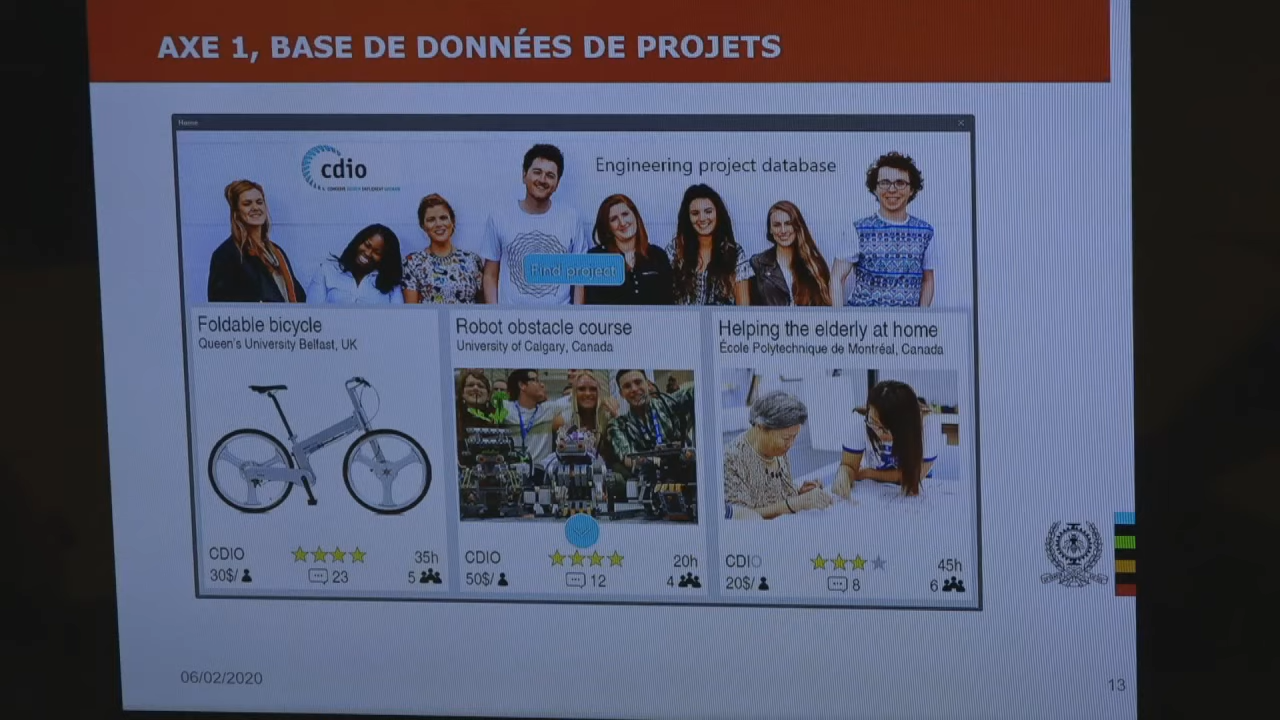 AXE 1, BASE DE DONNÉES DE PROJETS
Home
cdio
Engineering project database
Find project
Foldable bicycle
Queen's University Belfast, UK
Robot obstacle course
University of Calgary, Canada
Helping the elderly at home
École Polytechnique de Montréal, Canada
CDIO
35h
30$/
23
5
CDIO
20h
50$/
12
4
CDIO
45h
20$/
8
6
06/02/2020
13